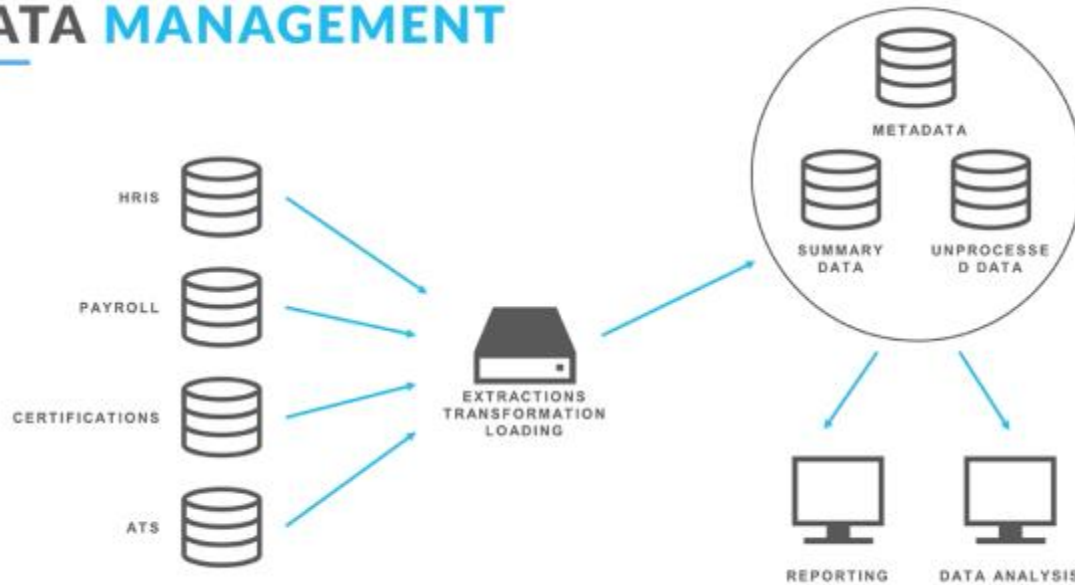 ATA MANAGEMENT
HRIS
PAYROLL
CERTIFICATIONS
ATS
EXTRACTIONS
TRANSFORMATION
LOADING
METADATA
SUMMARY
DATA
UNPROCESSE
D DATA
REPORTING
DATA ANALYSIS